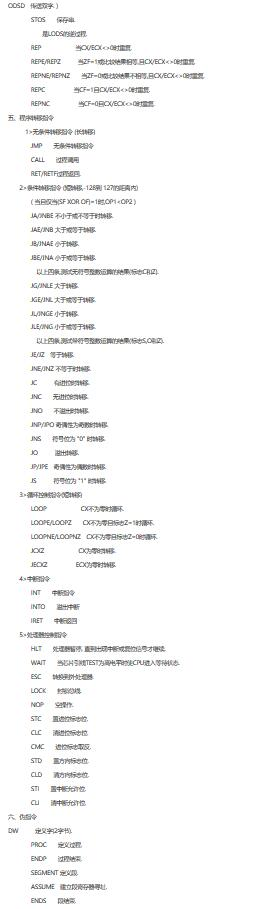 ODSD 传送双字. )
STOS 保存串.
是LODS的逆过程.
REP 当CX/ECX<>0时重复.
REPE/REPZ 当ZF=1或比较结果相等,且CX/ECX<>0时重复.
REPNE/REPNZ 当ZF=0或比较结果不相等,且CX/ECX<>0时重复.
REPC 当CF=1且CX/ECX<>0时重复.
REPNC 当CF=0且CX/ECX<>0时重复.
五、程序转移指令
1>无条件转移指令 (长转移)
JMP 无条件转移指令
CALL 过程调用
RET/RETF过程返回.
2>条件转移指令 (短转移,-128到 127的距离内)
( 当且仅当(SF XOR OF)=1时,OP1<OP2 )
JA/JNBE 不小于或不等于时转移.
JAE/JNB 大于或等于转移.
JB/JNAE 小于转移.
JBE/JNA 小于或等于转移.
以上四条,测试无符号整数运算的结果(标志C和Z).
JG/JNLE 大于转移.
JGE/JNL 大于或等于转移.
JL/JNGE 小于转移.
JLE/JNG 小于或等于转移.
以上四条,测试带符号整数运算的结果(标志S,O和Z).
JE/JZ 等于转移.
JNE/JNZ 不等于时转移.
JC 有进位时转移.
JNC 无进位时转移.
JNO 不溢出时转移.
JNP/JPO 奇偶性为奇数时转移.
JNS 符号位为 "0" 时转移.
JO 溢出转移.
JP/JPE 奇偶性为偶数时转移.
JS 符号位为 "1" 时转移.
3>循环控制指令(短转移)
LOOP CX不为零时循环.
LOOPE/LOOPZ CX不为零且标志Z=1时循环.
LOOPNE/LOOPNZ CX不为零且标志Z=0时循环.
JCXZ CX为零时转移.
JECXZ ECX为零时转移.
4>中断指令
INT 中断指令
INTO 溢出中断
IRET 中断返回
5>处理器控制指令
HLT 处理器暂停, 直到出现中断或复位信号才继续.
WAIT 当芯片引线TEST为高电平时使CPU进入等待状态.
ESC 转换到外处理器.
LOCK 封锁总线.
NOP 空操作.
STC 置进位标志位.
CLC 清进位标志位.
CMC 进位标志取反.
STD 置方向标志位.
CLD 清方向标志位.
STI 置中断允许位.
CLI 清中断允许位.
六、伪指令
DW 定义字(2字节).
PROC 定义过程.
ENDP 过程结束.
SEGMENT 定义段.
ASSUME 建立段寄存器寻址.
ENDS 段结束.